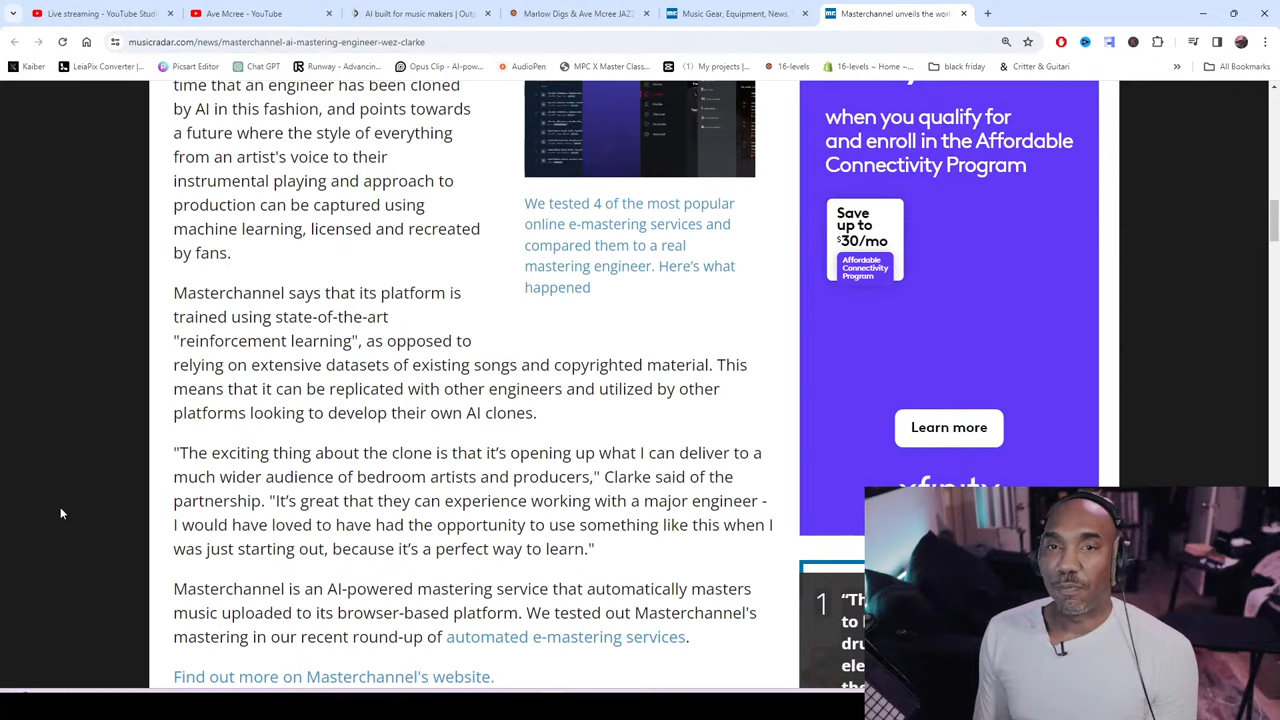 Live streaming - YouTube Studi
Ave Mcree - YouTube
AI built for music makers | Outp
Marlow Digs & Ave Mcree JAZZ
Music Gear, Equipment, News, 
Masterchannel unveils the worl
musicradar.com/news/masterchannel-ai-mastering-engineer-wez-clarke
Kaiber
LeiaPix Converter |...
Picsart Editor
Chat GPT
Runway - Advancin...
Opus Clip - AI-pow...
AudioPen
MPC X Master Class...
(1) My projects |...
16-levels
16-levels ~ Home ~...
black friday
Critter & Guitari
All Bookmarks
time that an engineer has been cloned
by AI in this fashion, and points towards
a future where the style of everything
from an artist's voice to their
instrumental playing and approach to
production can be captured using
machine learning, licensed and recreated
by fans.
We tested 4 of the most popular
online e-mastering services and
compared them to a real
mastering engineer. Here's what
happened
Masterchannel says that its platform is
trained using state-of-the-art
"reinforcement learning", as opposed to
relying on extensive datasets of existing songs and copyrighted material. This
means that it can be replicated with other engineers and utilized by other
platforms looking to develop their own AI clones.
"The exciting thing about the clone is that it's opening up what I can deliver to a
much wider audience of bedroom artists and producers," Clarke said of the
partnership. "It's great that they can experience working with a major engineer -
I would have loved to have had the opportunity to use something like this when I
was just starting out, because it's a perfect way to learn."
Masterchannel is an AI-powered mastering service that automatically masters
music uploaded to its browser-based platform. We tested out Masterchannel's
mastering in our recent round-up of automated e-mastering services.
Find out more on Masterchannel's website.
when you qualify for
and enroll in the Affordable
Connectivity Program
Save
up to
$30/mo
Affordable
Connectivity
Program
Learn more
xfinity
1
"Th
to
dru
ele
the